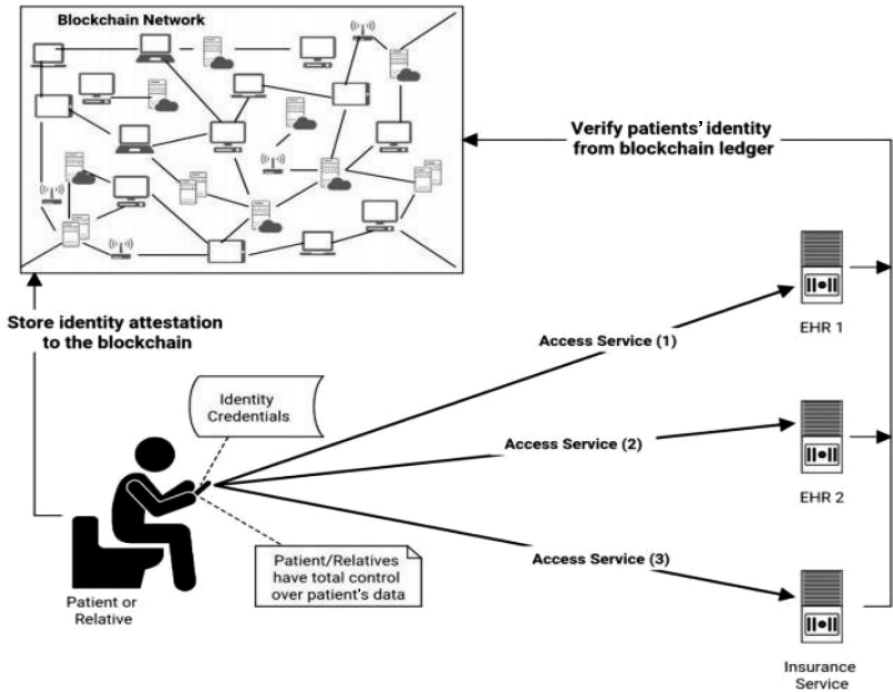 Blockchain Network
Verify patients' identity
from blockchain ledger
Store identity attestation
to the blockchain
EHR 1
Access Service (1)
Identity
Credentials
Access Service (2)
EHR 2
Patient/Relatives
have total control
over patient's data
Access Service (3)
Patient or
Relative
Insurance
Service